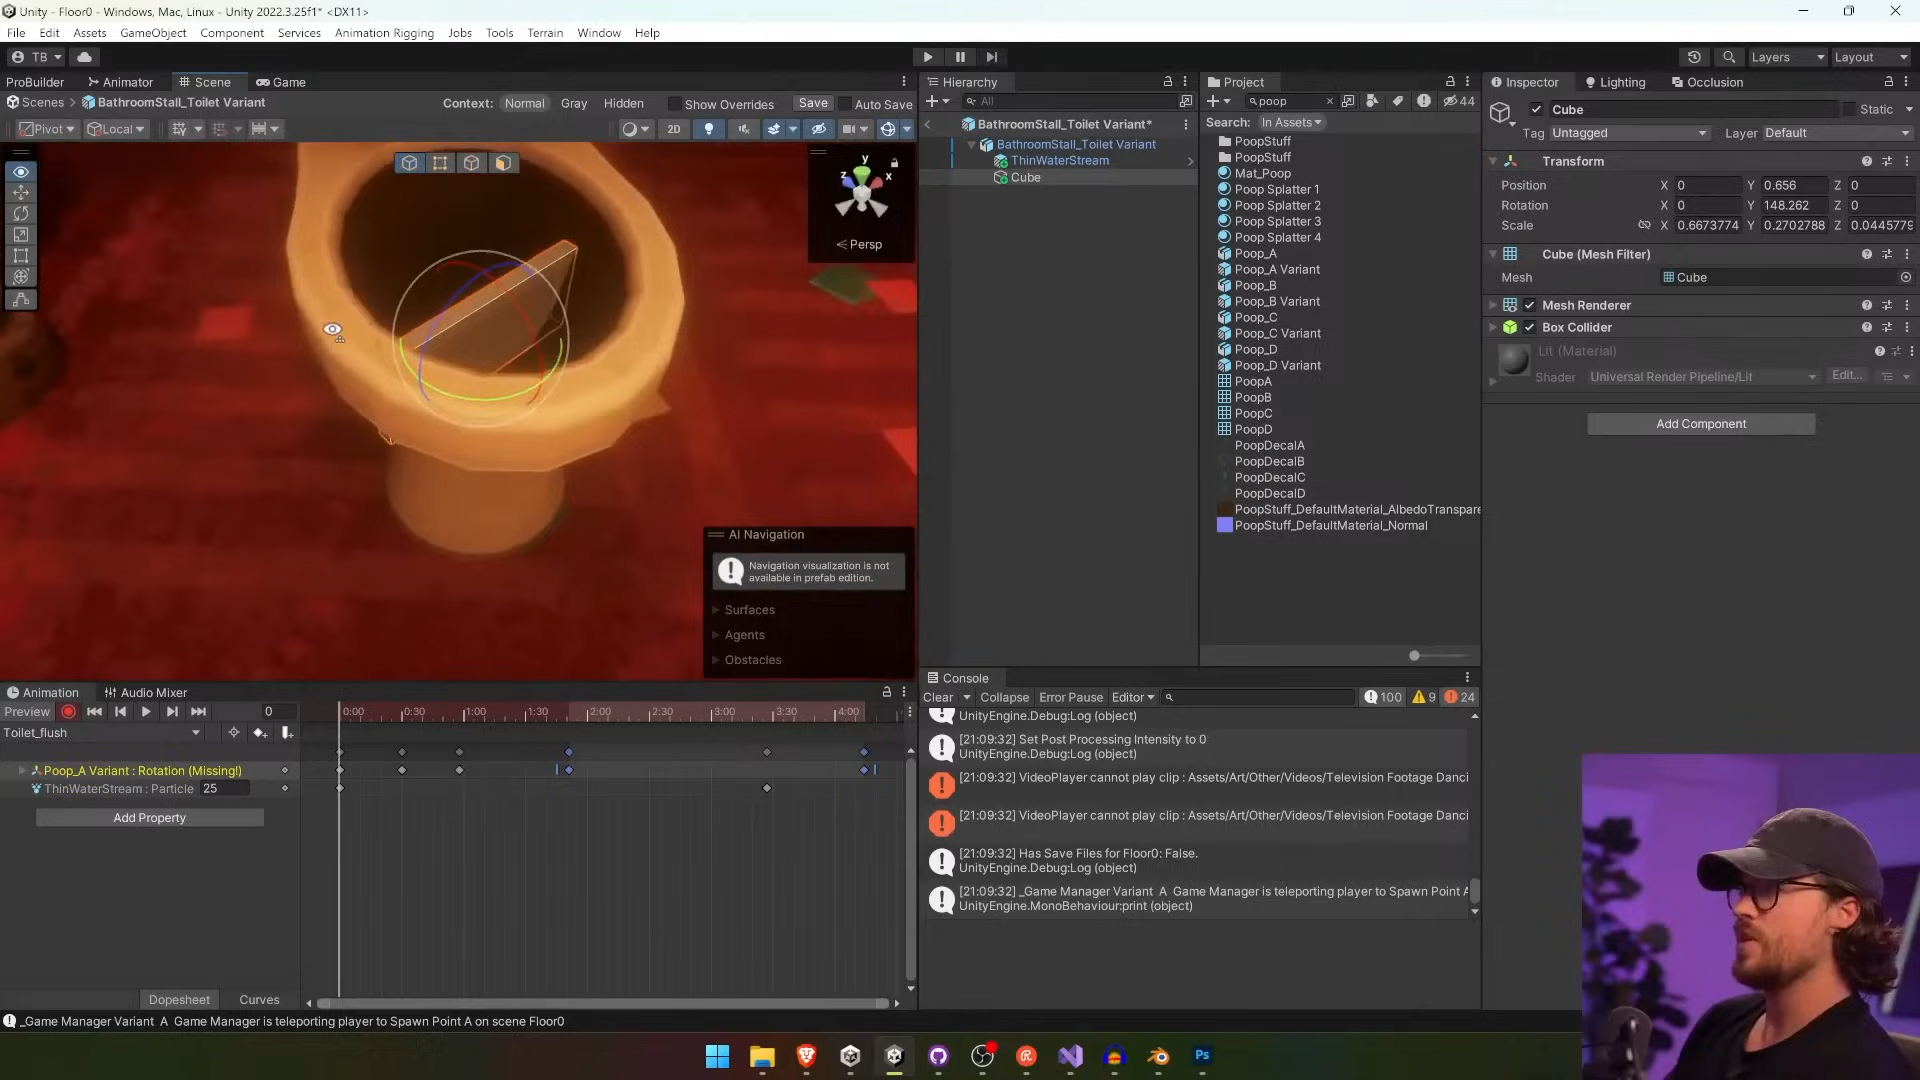 Unity - Floor0 - Windows, Mac, Linux - Unity 2022.3.25f1* <DX11>
File Edit Assets GameObject Component Services Animation Rigging Jobs Tools Terrain Window Help
TB
Layers
Layout
ProBuilder Animator Scene Game
Scenes > BathroomStall_Toilet Variant
Context: Normal Gray Hidden Show Overrides Save Auto Save
Pivot Local 2D
y
z x
Persp
AI Navigation
Navigation visualization is not
available in prefab edition.
Surfaces
Agents
Obstacles
Hierarchy
All
BathroomStall_Toilet Variant*
BathroomStall_Toilet Variant
ThinWaterStream
Cube
Project
poop
44
Search: In Assets
PoopStuff
PoopStuff
Mat_Poop
Poop Splatter 1
Poop Splatter 2
Poop Splatter 3
Poop Splatter 4
Poop_A
Poop_A Variant
Poop_B
Poop_B Variant
Poop_C
Poop_C Variant
Poop_D
Poop_D Variant
PoopA
PoopB
PoopC
PoopD
PoopDecalA
PoopDecalB
PoopDecalC
PoopDecalD
PoopStuff_DefaultMaterial_AlbedoTranspare
PoopStuff_DefaultMaterial_Normal
Inspector Lighting Occlusion
Cube Static
Tag Untagged Layer Default
Transform
Position X 0 Y 0.656 Z 0
Rotation X 0 Y 148.262 Z 0
Scale X 0.6673774 Y 0.2702788 Z 0.0445779
Cube (Mesh Filter)
Mesh Cube
Mesh Renderer
Box Collider
Lit (Material)
Shader Universal Render Pipeline/Lit Edit...
Add Component
Animation Audio Mixer
Preview 0
0:00 0:30 1:00 1:30 2:00 2:30 3:00 3:30 4:00
Toilet_flush
Poop_A Variant : Rotation (Missing!)
ThinWaterStream : Particle 25
Add Property
Dopesheet Curves
Console
Clear Collapse Error Pause Editor 100 9 24
UnityEngine.Debug:Log (object)
[21:09:32] Set Post Processing Intensity to 0
UnityEngine.Debug:Log (object)
[21:09:32] VideoPlayer cannot play clip : Assets/Art/Other/Videos/Television Footage Danci
[21:09:32] VideoPlayer cannot play clip : Assets/Art/Other/Videos/Television Footage Danci
[21:09:32] Has Save Files for Floor0: False.
UnityEngine.Debug:Log (object)
[21:09:32] _Game Manager Variant A Game Manager is teleporting player to Spawn Point A
UnityEngine.MonoBehaviour:print (object)
_Game Manager Variant A Game Manager is teleporting player to Spawn Point A on scene Floor0
Ps